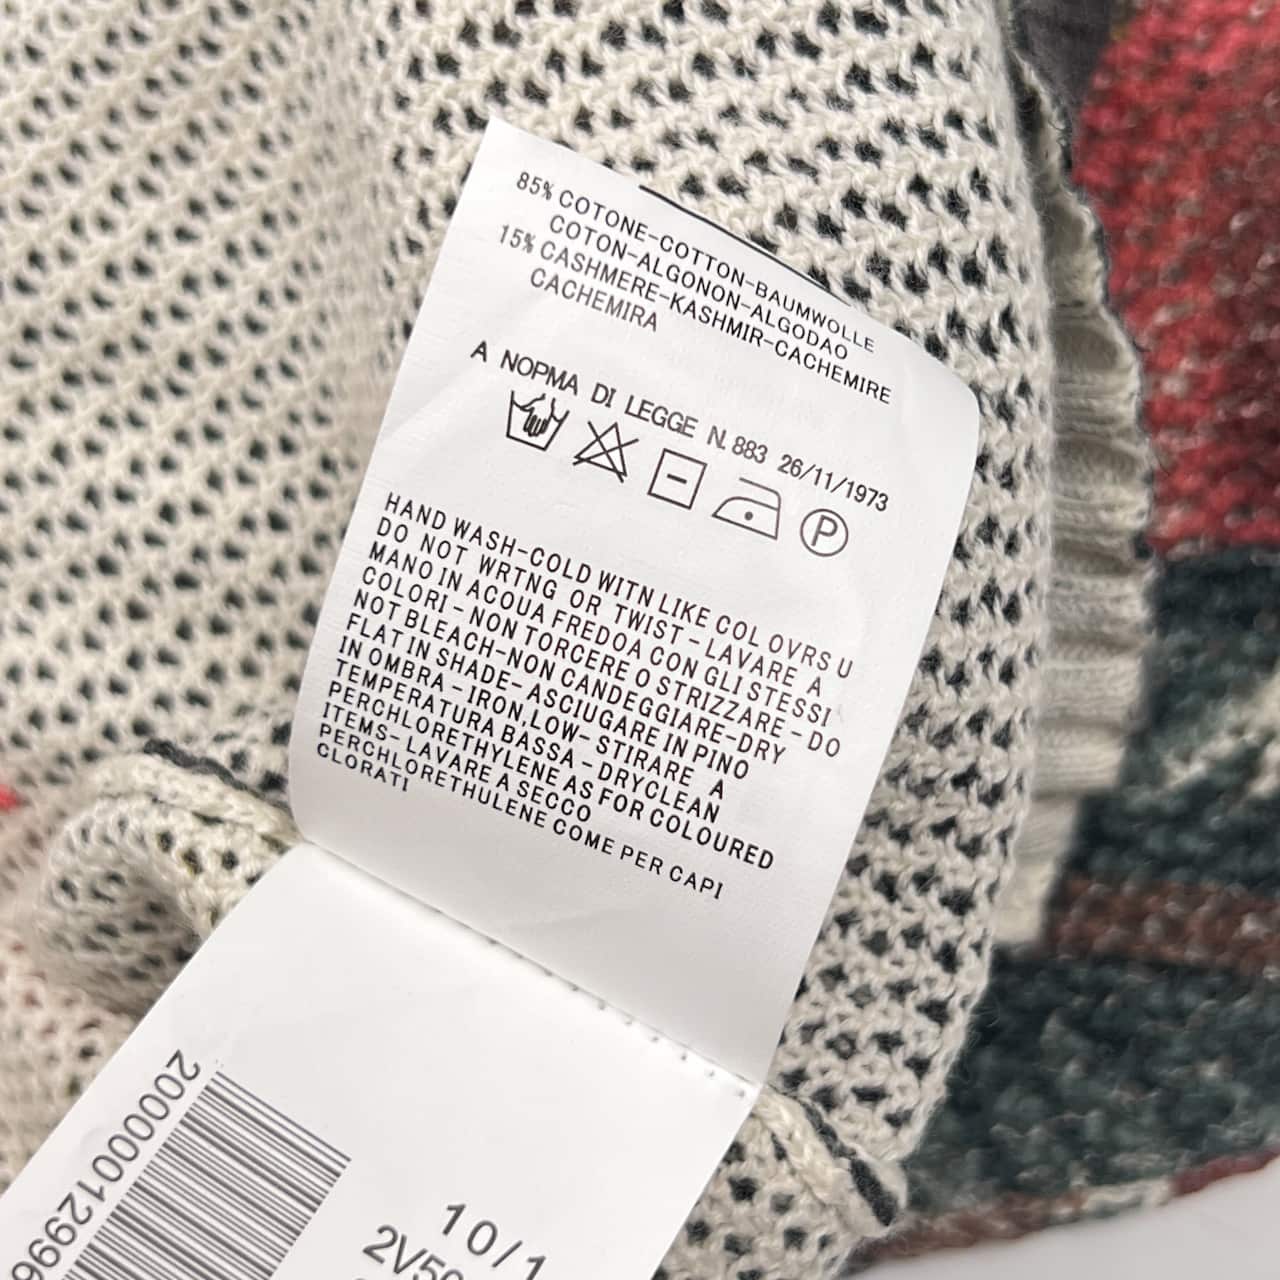 85% COTONE-COTTON-BAUMWOLLE
COTON-ALGONON-ALGODAO
15% CASHMERE-KASHMIR-CACHEMIRE
CACHEMIRA
A NOPMA DI LEGGE N.883 26/11/1973
P
HAND WASH-COLD WITN LIKE COL OVRS U
DO NOT WRTNG OR TWIST - LAVARE A
MANO IN ACOUA FREDOA CON GLI STESSI
COLORI - NON TORCERE O STRIZZARE - DO
NOT BLEACH-NON CANDEGGIARE-DRY
FLAT IN SHADE- ASCIUGARE IN PINO
IN OMBRA - IRON,LOW- STIRARE A
TEMPERATURA BASSA - DRYCLEAN
PERCHLORETHYLENE AS FOR COLOURED
ITEMS- LAVARE A SECCO
PERCHLORETHULENE COME PER CAPI
CLORATI
20000012996
10/1
2V50